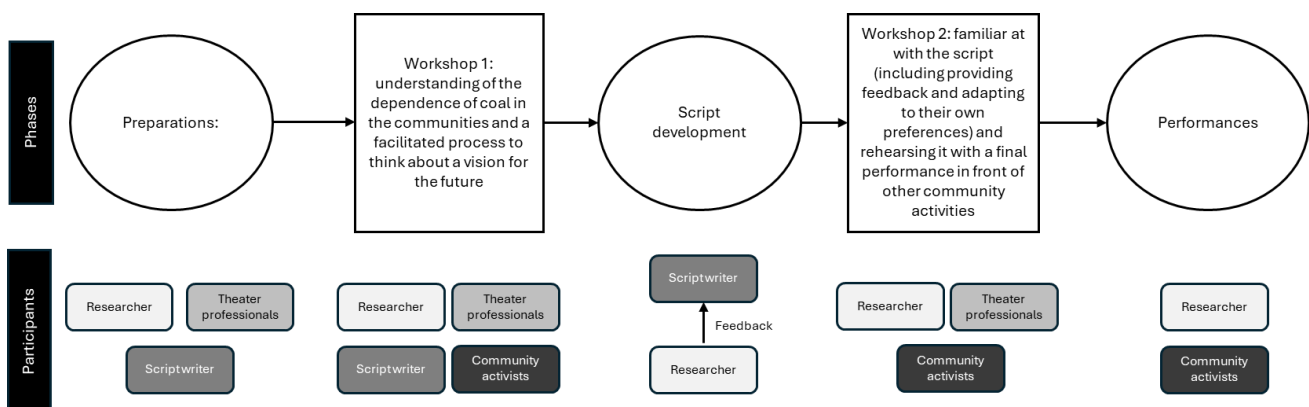 Phases
Preparations:
Workshop 1:
understanding of the
dependence of coal in
the communities and a
facilitated process to
think about a vision for
the future
Script
development
Workshop 2: familiar at
with the script
(including providing
feedback and adapting
to their own
preferences) and
rehearsing it with a final
performance in front of
other community
activities
Performances
Participants
Researcher
Theater
professionals
Scriptwriter
Researcher
Theater
professionals
Scriptwriter
Community
activists
Scriptwriter
Feedback
Researcher
Researcher
Theater
professionals
Community
activists
Researcher
Community
activists